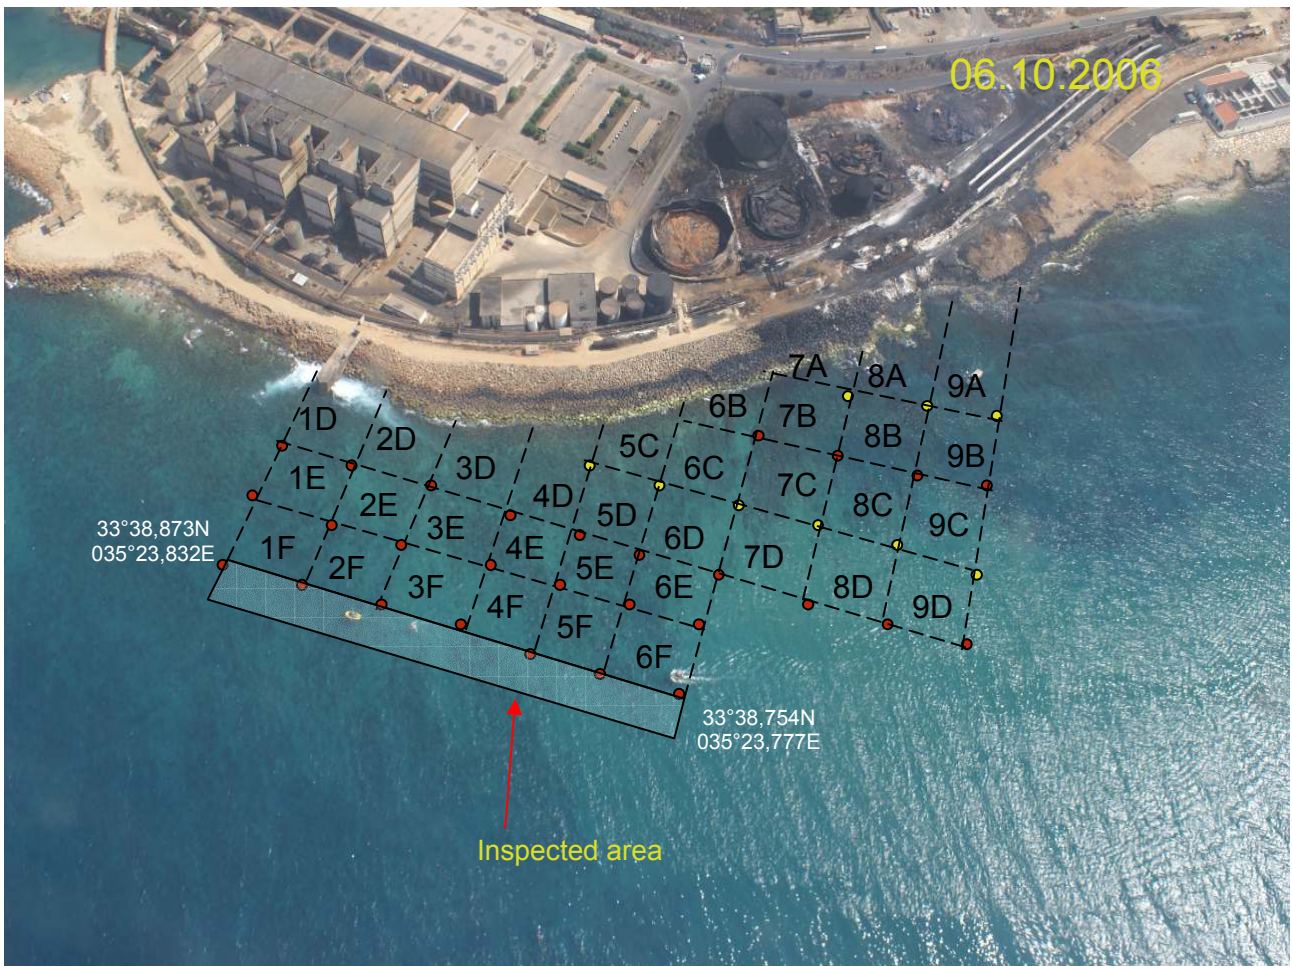 06.10.2006
7A
8A
9A
1D
2D
3D
4D
5C
6B
7B
8B
9B
1E
2E
3E
4E
5D
6C
7C
8C
9C
33°38,873N
035°23,832E
1F
2F
3F
4F
5E
6D
7D
8D
9D
5F
6E
6F
33°38,754N
035°23,777E
Inspected area